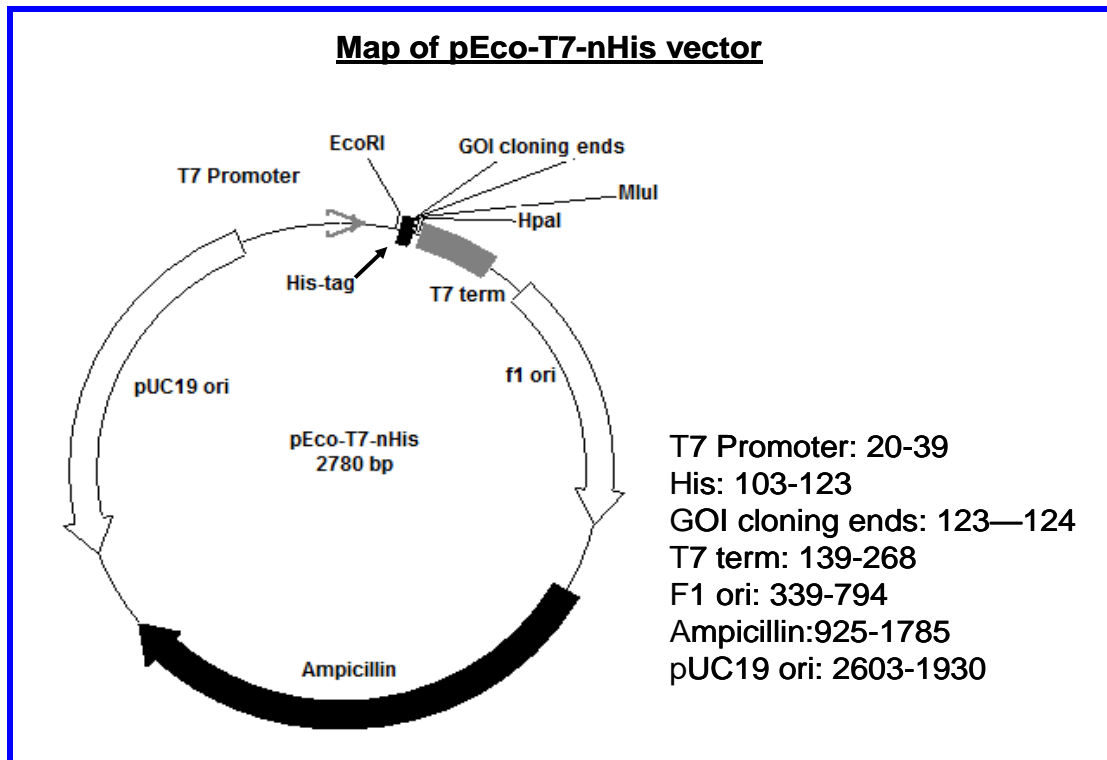 Map of pEco-T7-nHis vector
EcoRI
GOI cloning ends
T7 Promoter
MluI
HpaI
His-tag
T7 term
pUC19 ori
f1 ori
pEco-T7-nHis
2780 bp
Ampicillin
T7 Promoter: 20-39
His: 103-123
GOI cloning ends: 123—124
T7 term: 139-268
F1 ori: 339-794
Ampicillin:925-1785
pUC19 ori: 2603-1930